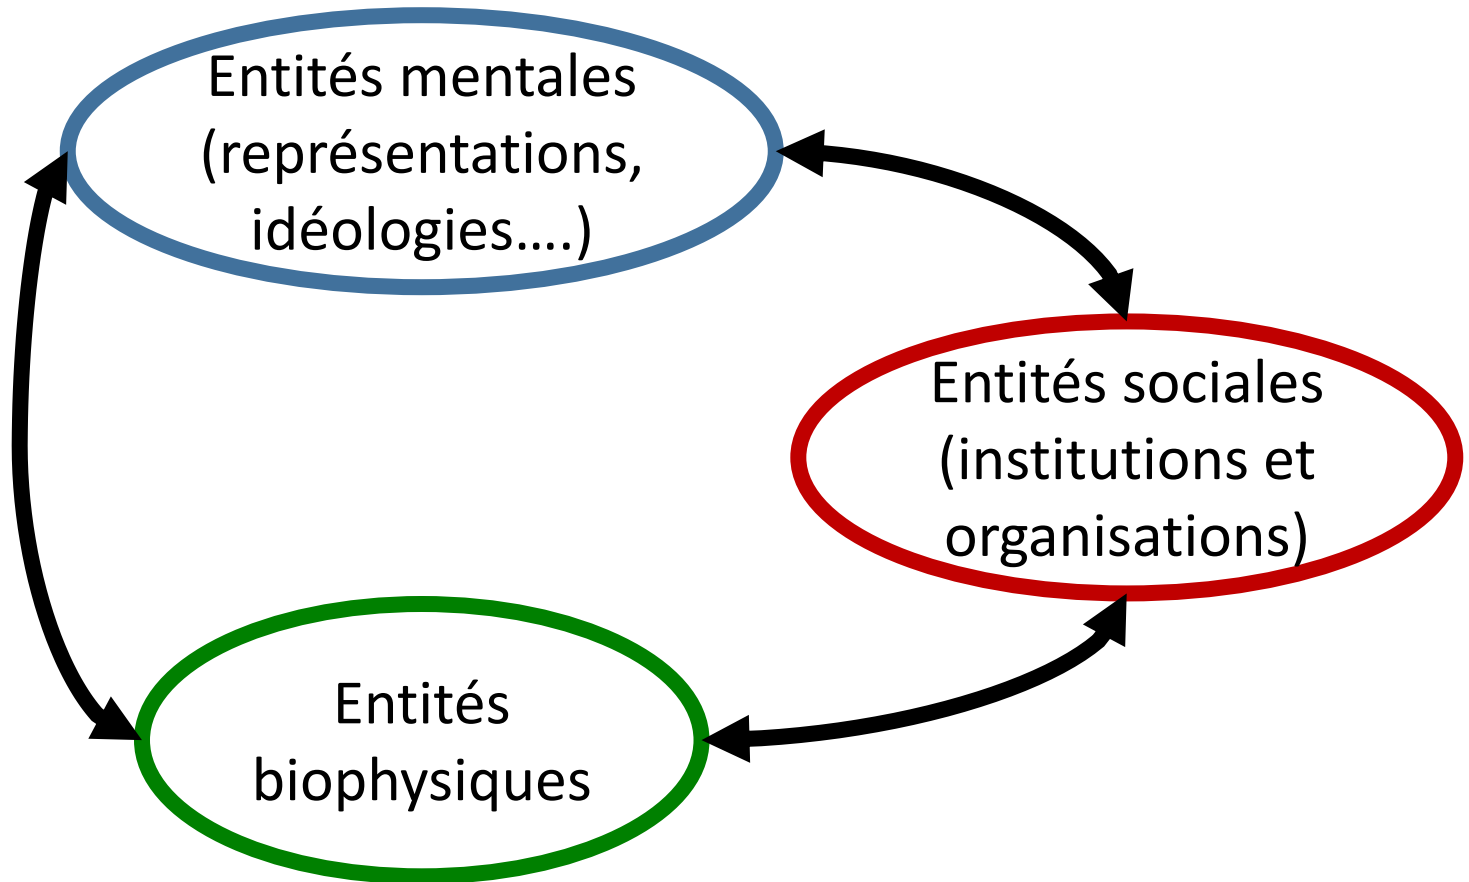 Entités mentales
(représentations,
idéologies….)
Entités sociales
(institutions et
organisations)
Entités
biophysiques